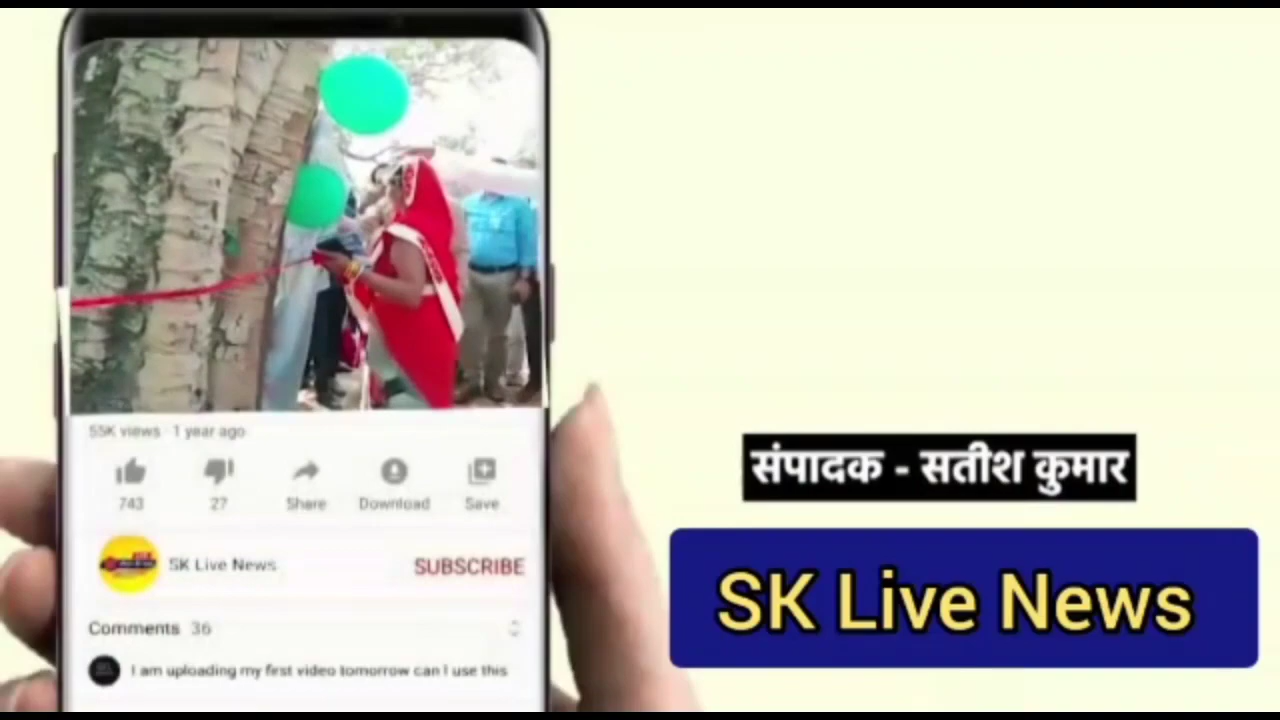 55K views · 1 year ago
743
27
Share
Download
Save
SK Live News
SUBSCRIBE
Comments 36
I am uploading my first video tomorrow can I use this
संपादक - सतीश कुमार
SK Live News